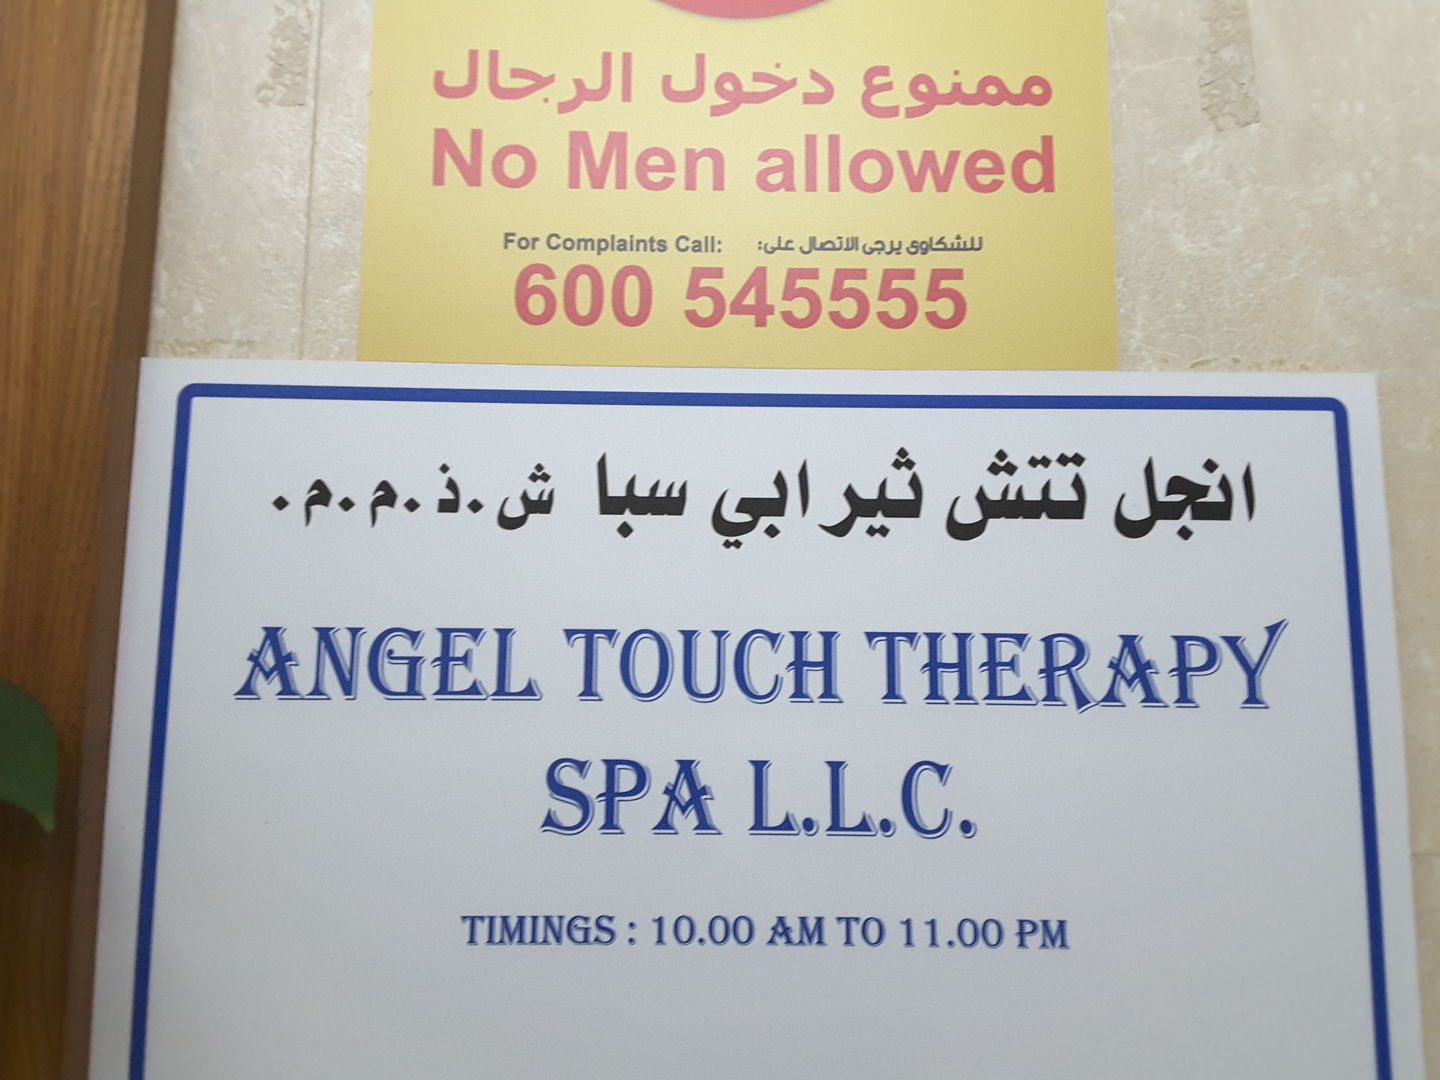 ممنوع دخول الرجال
No Men allowed
For Complaints Call: للشكاوى يرجى الاتصال على:
600 545555
انجل تتش ثيرابي سبا ش.ذ.م.م.
ANGEL TOUCH THERAPY
SPA L.L.C.
TIMINGS : 10.00 AM TO 11.00 PM